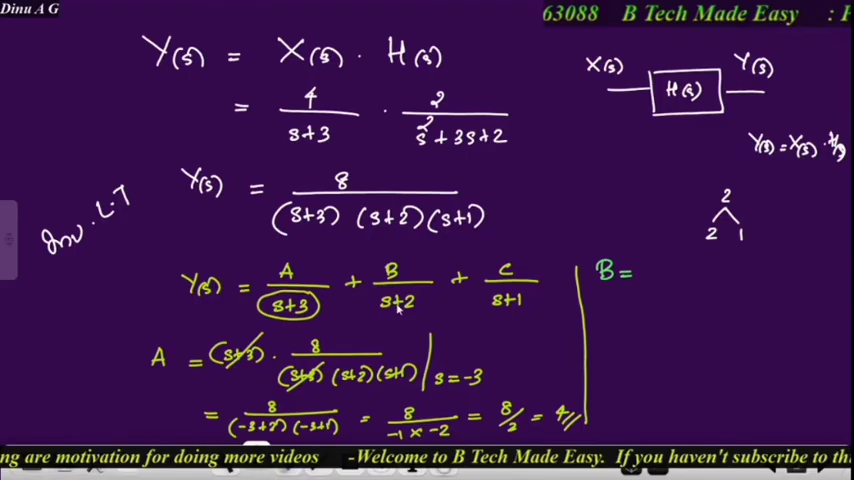 Dinu A G
63088 B Tech Made Easy : F
Y(s) = X(s) · H(s)
= 4/(s+3) · 2/(s²+3s+2)
X(s) H(s) Y(s)
Y(s) = X(s) · H(s)
Inv. L.T
Y(s) = 8/((s+3) (s+2)(s+1))
2
2 1
Y(s) = A/(s+3) + B/(s+2) + C/(s+1)
B =
A = (s+3) · 8/((s+3)(s+2)(s+1)) | s=-3
= 8/((-3+2)(-3+1)) = 8/(-1 × -2) = 8/2 = 4//
ng are motivation for doing more videos -Welcome to B Tech Made Easy. If you haven't subscribe to th